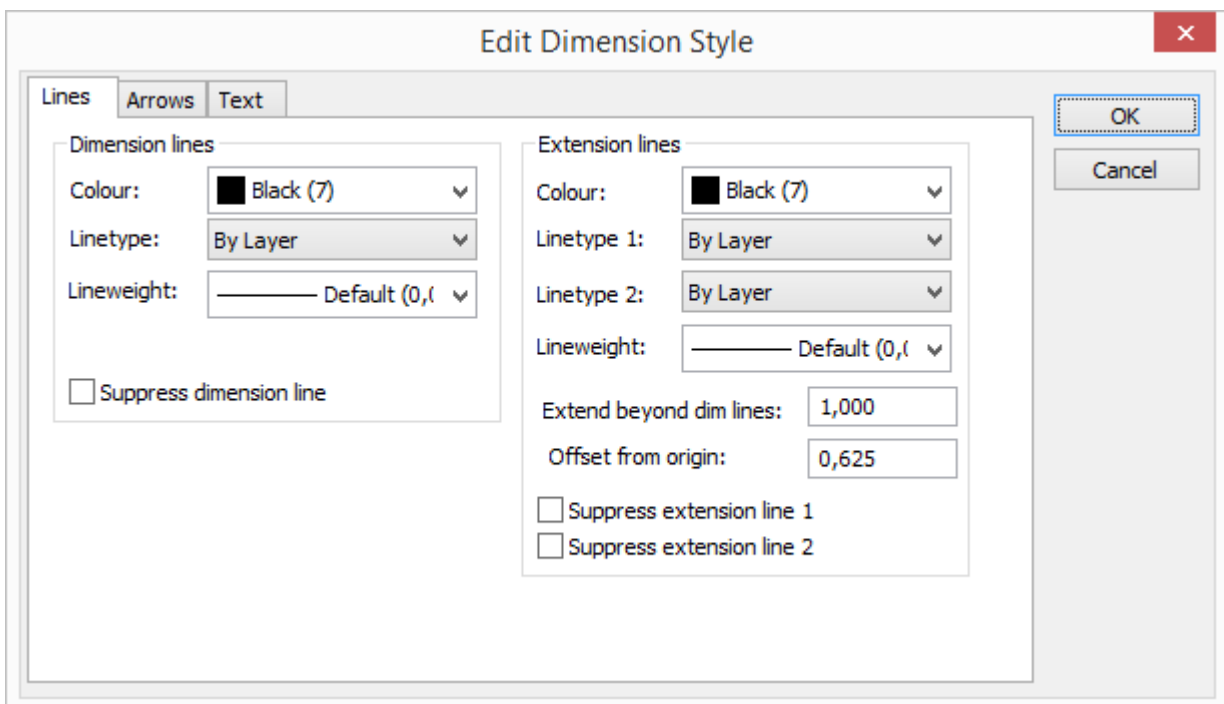 Edit Dimension Style
Lines Arrows Text
OK
Cancel
Dimension lines
Colour: Black (7)
Linetype: By Layer
Lineweight: Default (0,(
Suppress dimension line
Extension lines
Colour: Black (7)
Linetype 1: By Layer
Linetype 2: By Layer
Lineweight: Default (0,(
Extend beyond dim lines: 1,000
Offset from origin: 0,625
Suppress extension line 1
Suppress extension line 2